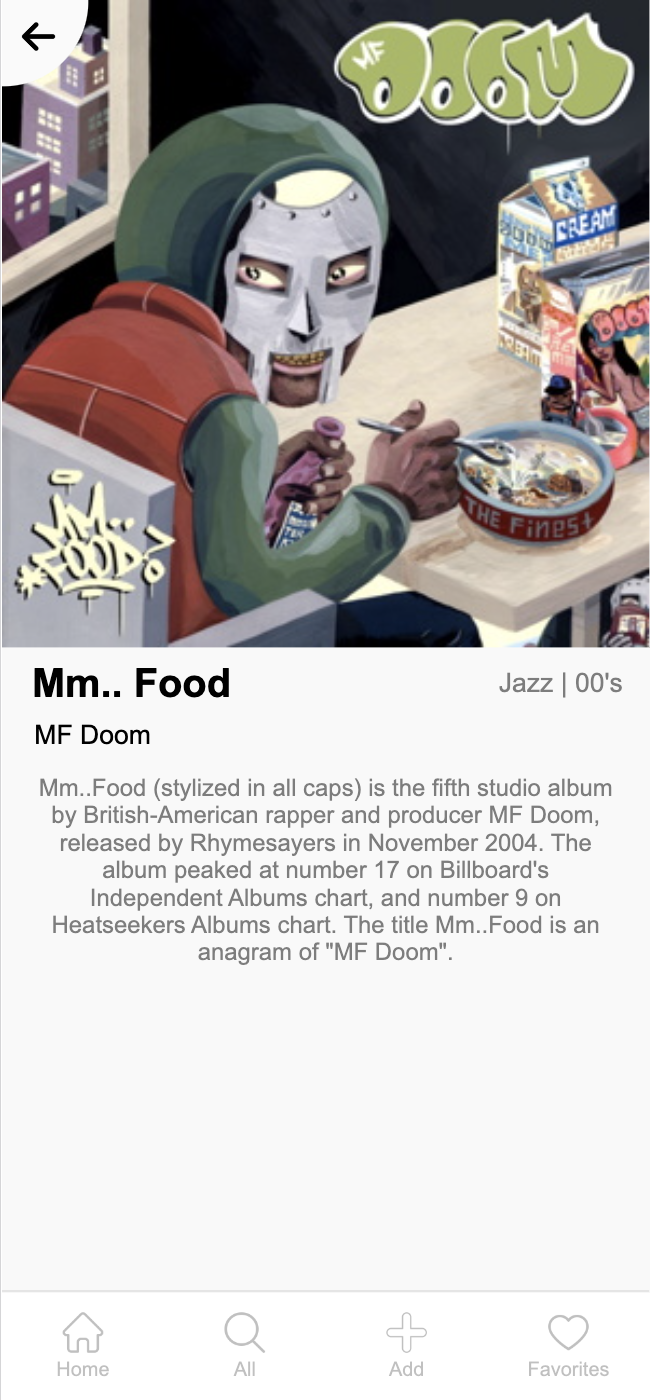 MF DOOM
CREAM
MM..
FOOD?
THE FiNESt
Mm.. Food
Jazz | 00's
MF Doom
Mm..Food (stylized in all caps) is the fifth studio album
by British-American rapper and producer MF Doom,
released by Rhymesayers in November 2004. The
album peaked at number 17 on Billboard's
Independent Albums chart, and number 9 on
Heatseekers Albums chart. The title Mm..Food is an
anagram of "MF Doom".
Home
All
Add
Favorites